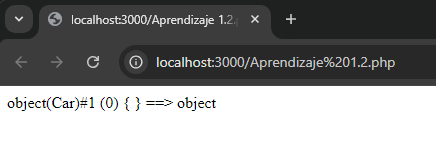 localhost:3000/Aprendizaje 1.2.p
localhost:3000/Aprendizaje%201.2.php
object(Car)#1 (0) { } ==> object